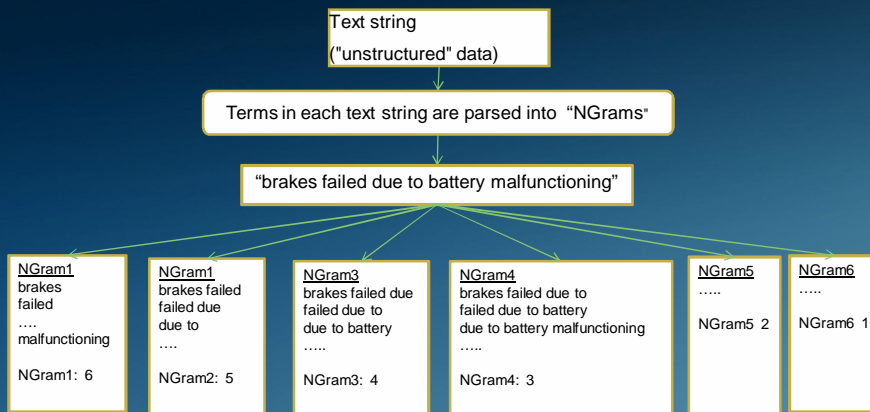 Text string
("unstructured" data)
Terms in each text string are parsed into “NGrams"
“brakes failed due to battery malfunctioning”
NGram1
brakes
failed
….
malfunctioning
NGram1: 6
NGram1
brakes failed
failed due
due to
….
NGram2: 5
NGram3
brakes failed due
failed due to
due to battery
…..
NGram3: 4
NGram4
brakes failed due to
failed due to battery
due to battery malfunctioning
…..
NGram4: 3
NGram5
…..
NGram5 2
NGram6
…..
NGram6 1